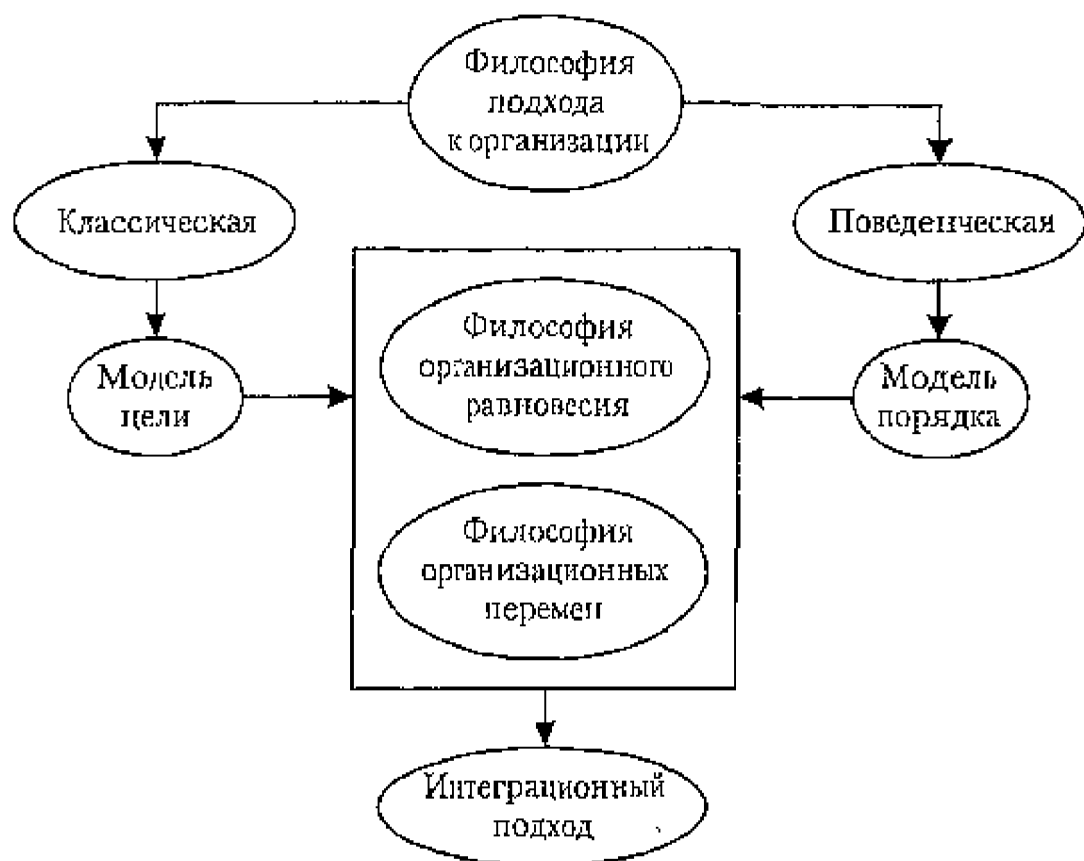 Философия
подхода
к организации
Классическая
Поведенческая
Философия
организационного
равновесия
Модель
цели
Модель
порядка
Философия
организационных
перемен
Интеграционный
подход